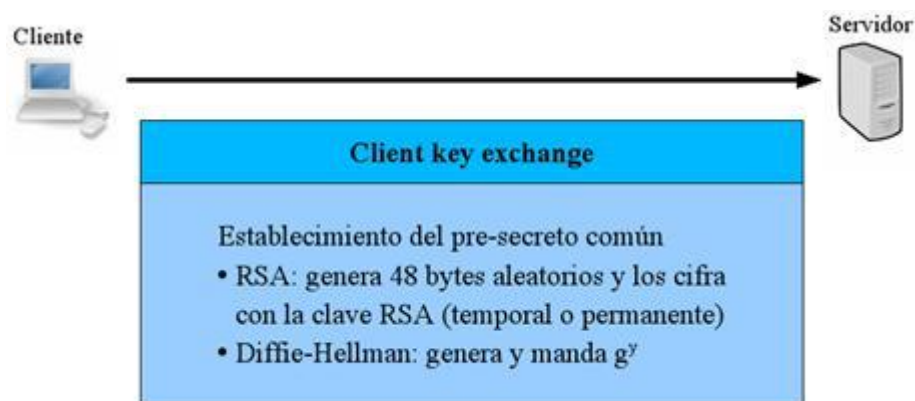 Cliente
Servidor
Client key exchange
Establecimiento del pre-secreto común
• RSA: genera 48 bytes aleatorios y los cifra
con la clave RSA (temporal o permanente)
• Diffie-Hellman: genera y manda gʸ